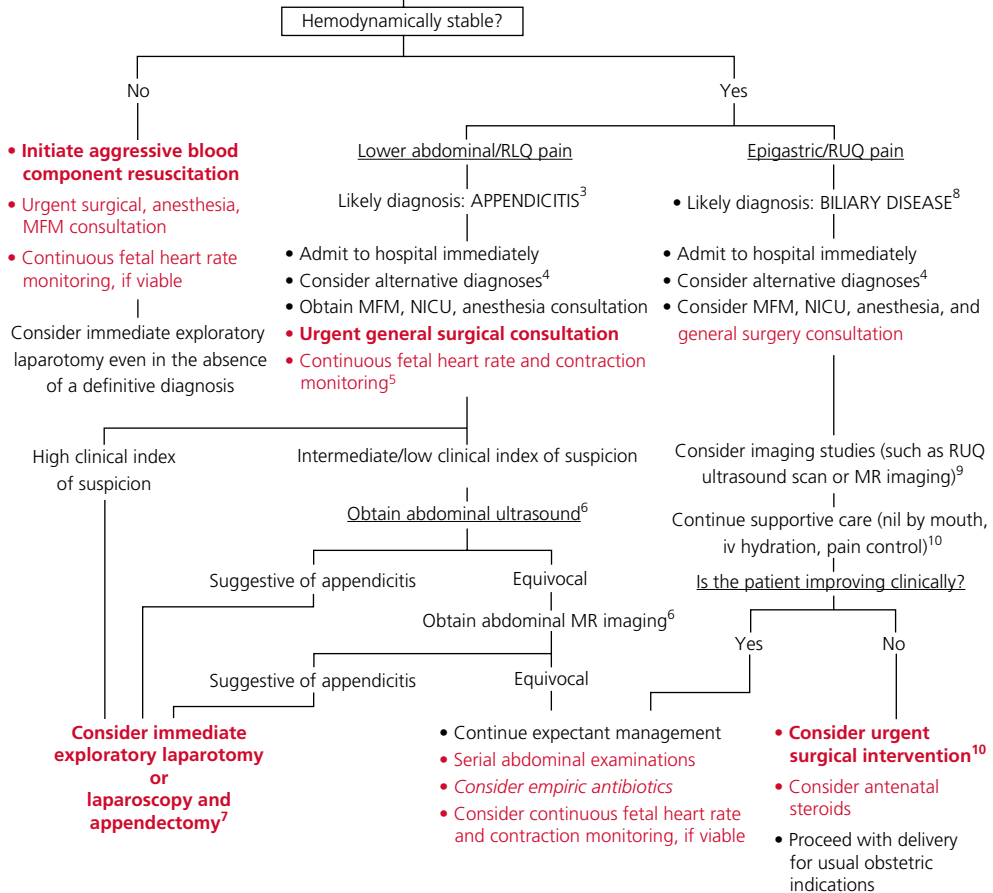 Hemodynamically stable?
No
Yes
• Initiate aggressive blood
component resuscitation
• Urgent surgical, anesthesia,
MFM consultation
• Continuous fetal heart rate
monitoring, if viable
Consider immediate exploratory
laparotomy even in the absence
of a definitive diagnosis
Lower abdominal/RLQ pain
Likely diagnosis: APPENDICITIS³
• Admit to hospital immediately
• Consider alternative diagnoses⁴
• Obtain MFM, NICU, anesthesia consultation
• Urgent general surgical consultation
• Continuous fetal heart rate and contraction
monitoring⁵
Epigastric/RUQ pain
• Likely diagnosis: BILIARY DISEASE⁸
• Admit to hospital immediately
• Consider alternative diagnoses⁴
• Consider MFM, NICU, anesthesia, and
general surgery consultation
High clinical index
of suspicion
Intermediate/low clinical index of suspicion
Obtain abdominal ultrasound⁶
Suggestive of appendicitis
Equivocal
Obtain abdominal MR imaging⁶
Suggestive of appendicitis
Equivocal
Consider imaging studies (such as RUQ
ultrasound scan or MR imaging)⁹
Continue supportive care (nil by mouth,
iv hydration, pain control)¹⁰
Is the patient improving clinically?
Yes
No
Consider immediate
exploratory laparotomy
or
laparoscopy and
appendectomy⁷
• Continue expectant management
• Serial abdominal examinations
• Consider empiric antibiotics
• Consider continuous fetal heart rate
and contraction monitoring, if viable
• Consider urgent
surgical intervention¹⁰
• Consider antenatal
steroids
• Proceed with delivery
for usual obstetric
indications